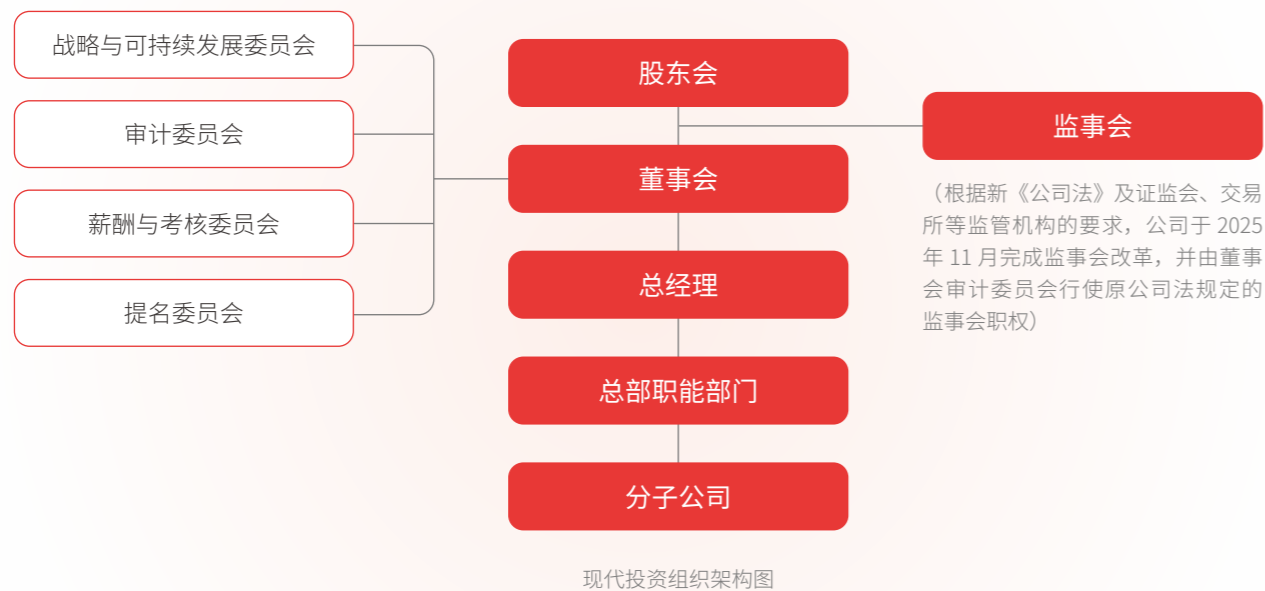 战略与可持续发展委员会
审计委员会
薪酬与考核委员会
提名委员会
股东会
董事会
总经理
总部职能部门
分子公司
监事会
（根据新《公司法》及证监会、交易
所等监管机构的要求，公司于 2025
年 11 月完成监事会改革，并由董事
会审计委员会行使原公司法规定的
监事会职权）
现代投资组织架构图